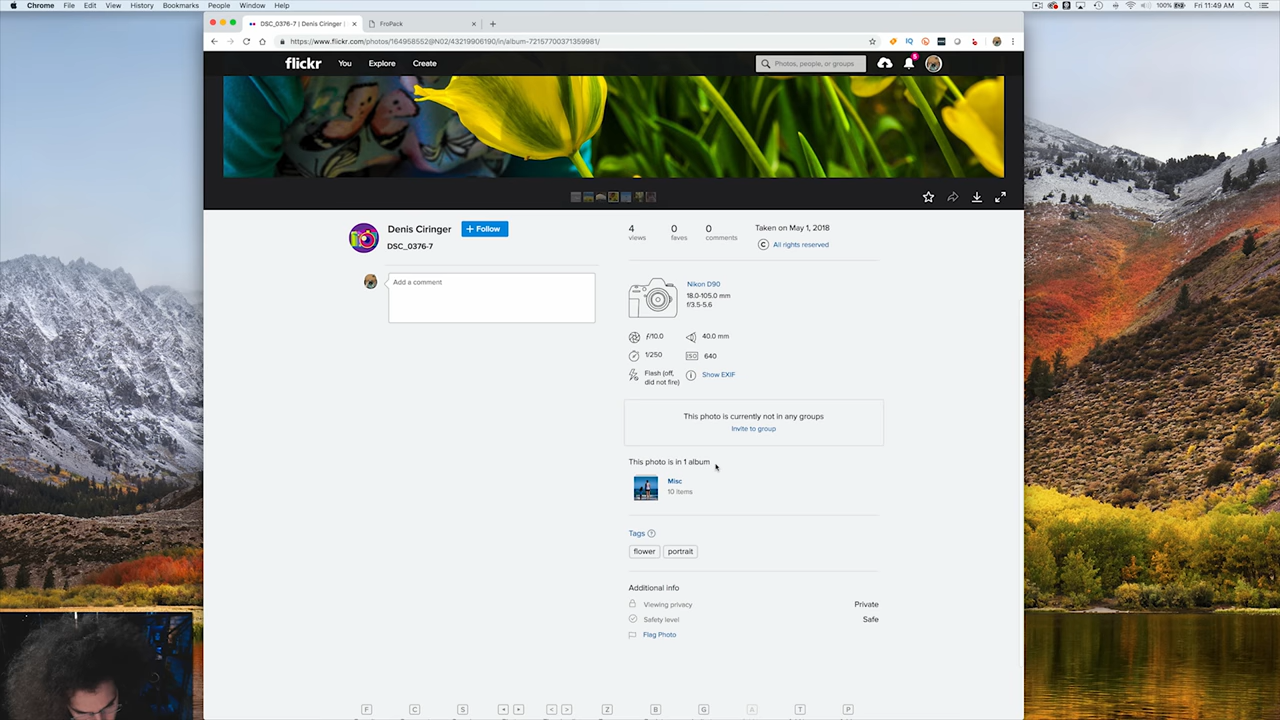 Chrome File Edit View History Bookmarks People Window Help
100% Fri 11:49 AM
DSC_0376-7 | Denis Ciringer |
FroPack
https://www.flickr.com/photos/164958552@N02/43219906190/in/album-72157700371359981/
flickr You Explore Create
Photos, people, or groups
Denis Ciringer
+ Follow
DSC_0376-7
Add a comment
4 0 0 Taken on May 1, 2018
views faves comments
© All rights reserved
Nikon D90
18.0-105.0 mm
f/3.5-5.6
ƒ/10.0 40.0 mm
1/250 ISO 640
Flash (off, did not fire)
Show EXIF
This photo is currently not in any groups
Invite to group
This photo is in 1 album
Misc
10 items
Tags ?
flower portrait
Additional info
Viewing privacy Private
Safety level Safe
Flag Photo
F C S < > Z B G A T P